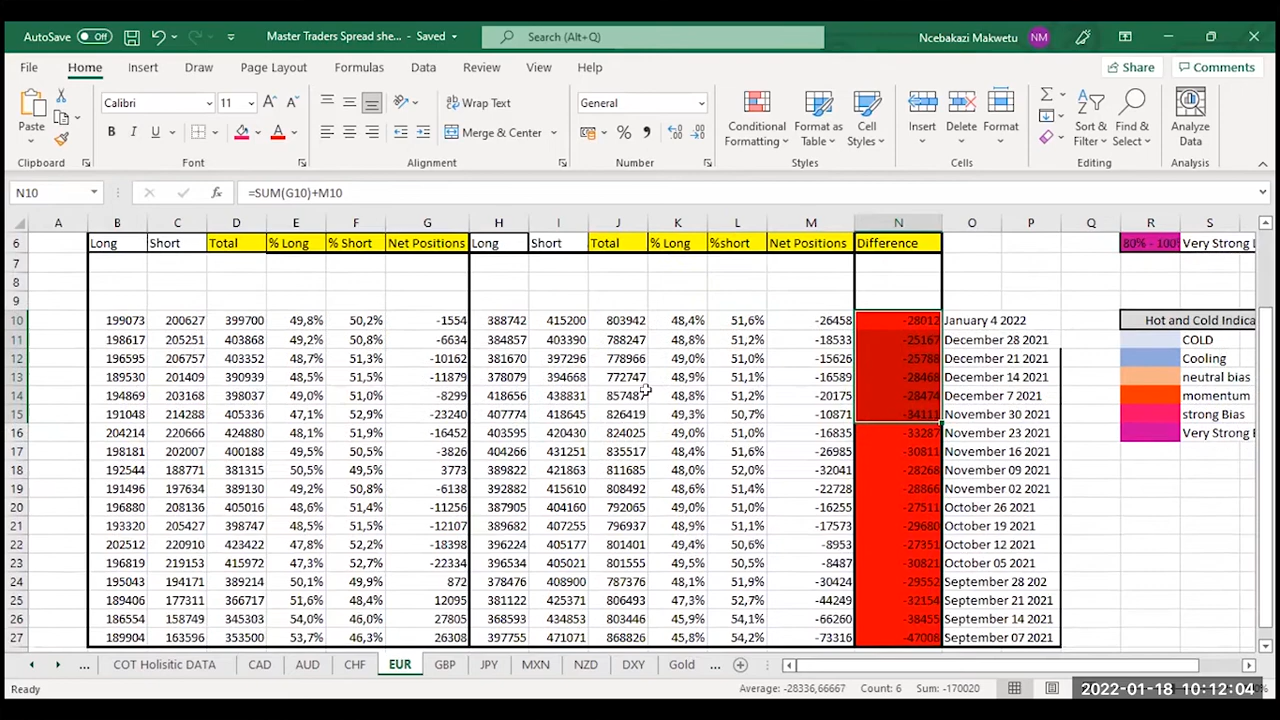 AutoSave Off Master Traders Spread she... - Saved Search (Alt+Q) Ncebakazi Makwetu NM
File Home Insert Draw Page Layout Formulas Data Review View Help Share Comments
Paste Calibri 11 Wrap Text General Conditional Formatting Format as Table Cell Styles Insert Delete Format Sort & Filter Find & Select Analyze Data
B I U Merge & Center
Clipboard Font Alignment Number Styles Cells Editing Analysis
N10 fx =SUM(G10)+M10
A B C D E F G H I J K L M N O P Q R S
6 Long Short Total % Long % Short Net Positions Long Short Total % Long %short Net Positions Difference 80% - 100% Very Strong L
7
8
9
10 199073 200627 399700 49,8% 50,2% -1554 388742 415200 803942 48,4% 51,6% -26458 -28012 January 4 2022 Hot and Cold Indica
11 198617 205251 403868 49,2% 50,8% -6634 384857 403390 788247 48,8% 51,2% -18533 -25167 December 28 2021 COLD
12 196595 206757 403352 48,7% 51,3% -10162 381670 397296 778966 49,0% 51,0% -15626 -25788 December 21 2021 Cooling
13 189530 201409 390939 48,5% 51,5% -11879 378079 394668 772747 48,9% 51,1% -16589 -28468 December 14 2021 neutral bias
14 194869 203168 398037 49,0% 51,0% -8299 418656 438831 857487 48,8% 51,2% -20175 -28474 December 7 2021 momentum
15 191048 214288 405336 47,1% 52,9% -23240 407774 418645 826419 49,3% 50,7% -10871 -34111 November 30 2021 strong Bias
16 204214 220666 424880 48,1% 51,9% -16452 403595 420430 824025 49,0% 51,0% -16835 -33287 November 23 2021 Very Strong B
17 198181 202007 400188 49,5% 50,5% -3826 404266 431251 835517 48,4% 51,6% -26985 -30811 November 16 2021
18 192544 188771 381315 50,5% 49,5% 3773 389822 421863 811685 48,0% 52,0% -32041 -28268 November 09 2021
19 191496 197634 389130 49,2% 50,8% -6138 392882 415610 808492 48,6% 51,4% -22728 -28866 November 02 2021
20 196880 208136 405016 48,6% 51,4% -11256 387905 404160 792065 49,0% 51,0% -16255 -27511 October 26 2021
21 193320 205427 398747 48,5% 51,5% -12107 389682 407255 796937 48,9% 51,1% -17573 -29680 October 19 2021
22 202512 220910 423422 47,8% 52,2% -18398 396224 405177 801401 49,4% 50,6% -8953 -27351 October 12 2021
23 196819 219153 415972 47,3% 52,7% -22334 396534 405021 801555 49,5% 50,5% -8487 -30821 October 05 2021
24 195043 194171 389214 50,1% 49,9% 872 378476 408900 787376 48,1% 51,9% -30424 -29552 September 28 202
25 189406 177311 366717 51,6% 48,4% 12095 381122 425371 806493 47,3% 52,7% -44249 -32154 September 21 2021
26 186554 158749 345303 54,0% 46,0% 27805 368593 434853 803446 45,9% 54,1% -66260 -38455 September 14 2021
27 189904 163596 353500 53,7% 46,3% 26308 397755 471071 868826 45,8% 54,2% -73316 -47008 September 07 2021
... COT Holisitic DATA CAD AUD CHF EUR GBP JPY MXN NZD DXY Gold ...
Ready Average: -28336,66667 Count: 6 Sum: -170020 2022-01-18 10:12:04